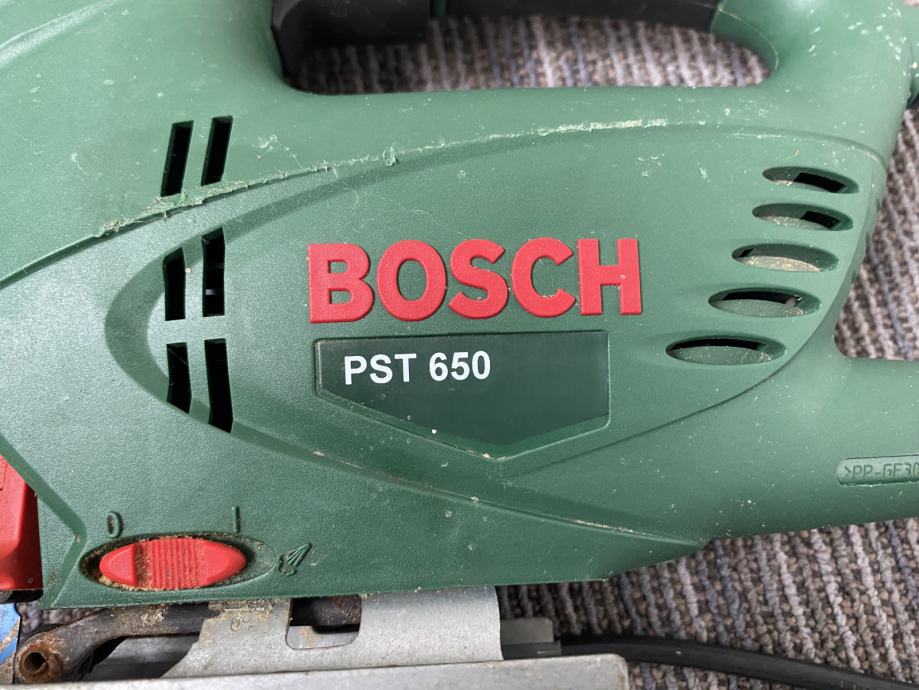 BOSCH
PST 650
0 I
>PP-GF30